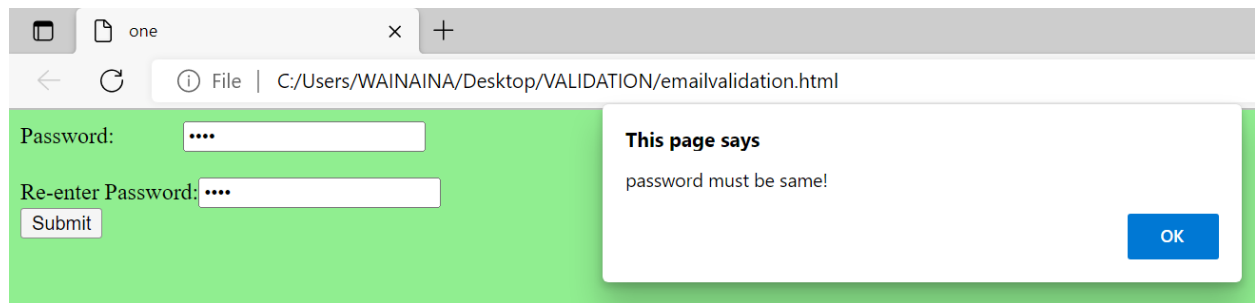 one
File | C:/Users/WAINAINA/Desktop/VALIDATION/emailvalidation.html
Password: ••••
Re-enter Password: ••••
Submit
This page says
password must be same!
OK